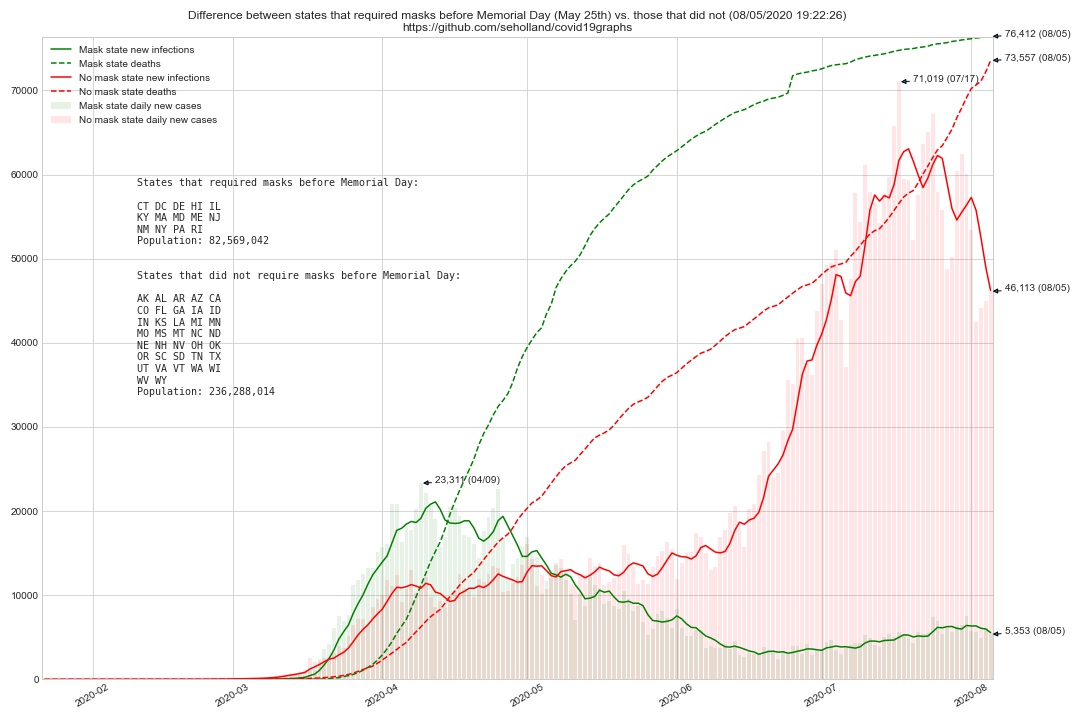 Difference between states that required masks before Memorial Day (May 25th) vs. those that did not (08/05/2020 19:22:26)
https://github.com/seholland/covid19graphs
Mask state new infections
Mask state deaths
No mask state new infections
No mask state deaths
Mask state daily new cases
No mask state daily new cases
76,412 (08/05)
73,557 (08/05)
71,019 (07/17)
States that required masks before Memorial Day:
CT DC DE HI IL
KY MA MD ME NJ
NM NY PA RI
Population: 82,569,042
States that did not require masks before Memorial Day:
AK AL AR AZ CA
CO FL GA IA ID
IN KS LA MI MN
MO MS MT NC ND
NE NH NV OH OK
OR SC SD TN TX
UT VA VT WA WI
WV WY
Population: 236,288,014
46,113 (08/05)
23,311 (04/09)
5,353 (08/05)
70000
60000
50000
40000
30000
20000
10000
0
2020-02
2020-03
2020-04
2020-05
2020-06
2020-07
2020-08